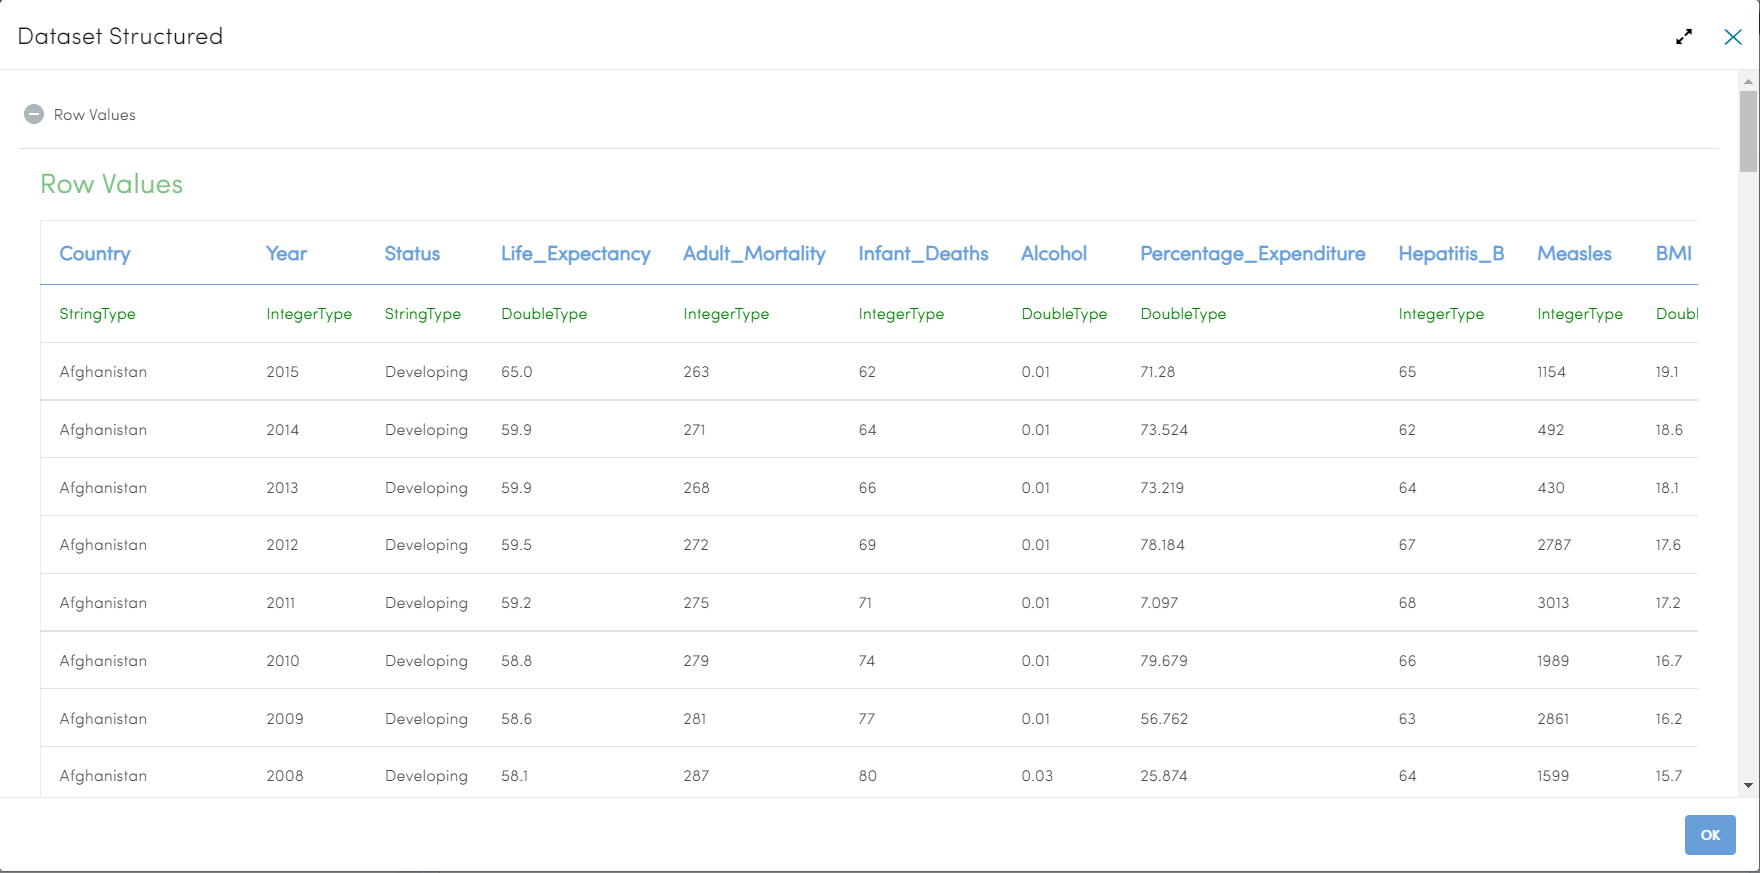 Dataset Structured
Row Values
Row Values
Country Year Status Life_Expectancy Adult_Mortality Infant_Deaths Alcohol Percentage_Expenditure Hepatitis_B Measles BMI
StringType IntegerType StringType DoubleType IntegerType IntegerType DoubleType DoubleType IntegerType IntegerType Doubl
Afghanistan 2015 Developing 65.0 263 62 0.01 71.28 65 1154 19.1
Afghanistan 2014 Developing 59.9 271 64 0.01 73.524 62 492 18.6
Afghanistan 2013 Developing 59.9 268 66 0.01 73.219 64 430 18.1
Afghanistan 2012 Developing 59.5 272 69 0.01 78.184 67 2787 17.6
Afghanistan 2011 Developing 59.2 275 71 0.01 7.097 68 3013 17.2
Afghanistan 2010 Developing 58.8 279 74 0.01 79.679 66 1989 16.7
Afghanistan 2009 Developing 58.6 281 77 0.01 56.762 63 2861 16.2
Afghanistan 2008 Developing 58.1 287 80 0.03 25.874 64 1599 15.7
OK